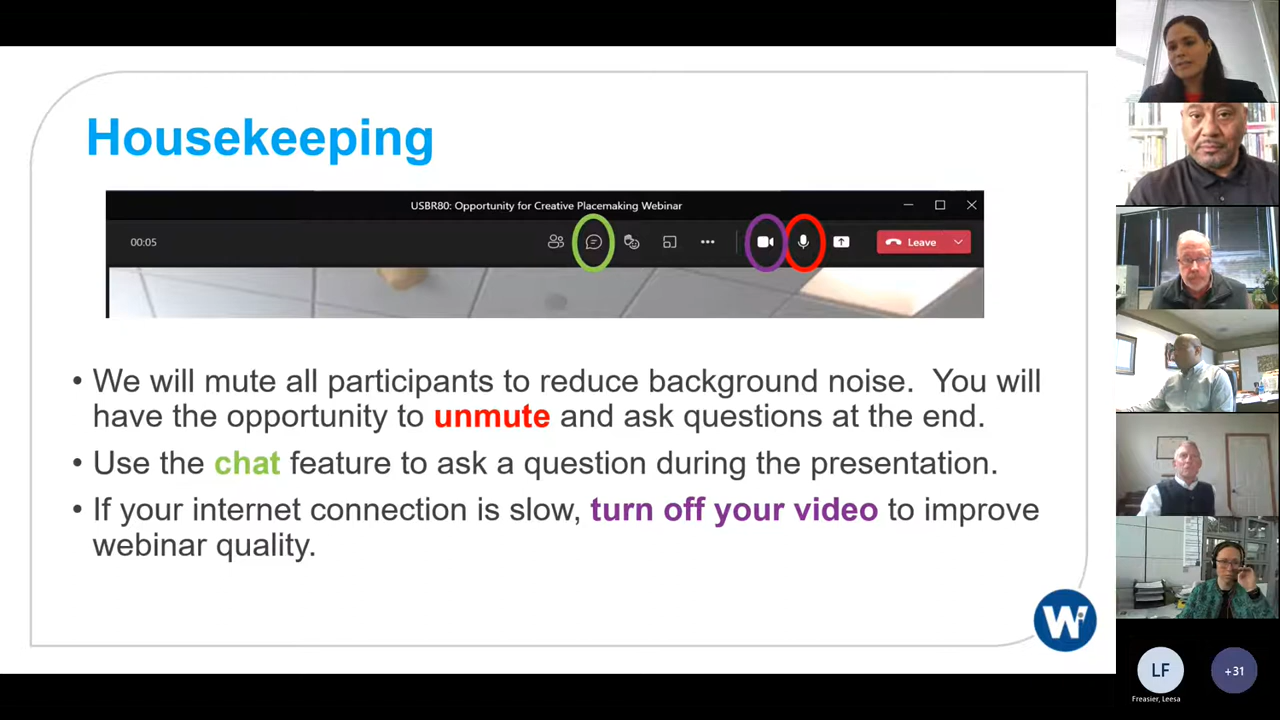 Housekeeping
USBR80: Opportunity for Creative Placemaking Webinar
00:05
Leave
• We will mute all participants to reduce background noise.  You will
have the opportunity to unmute and ask questions at the end.
• Use the chat feature to ask a question during the presentation.
• If your internet connection is slow, turn off your video to improve
webinar quality.
W
LF
+31
Freasier, Leesa